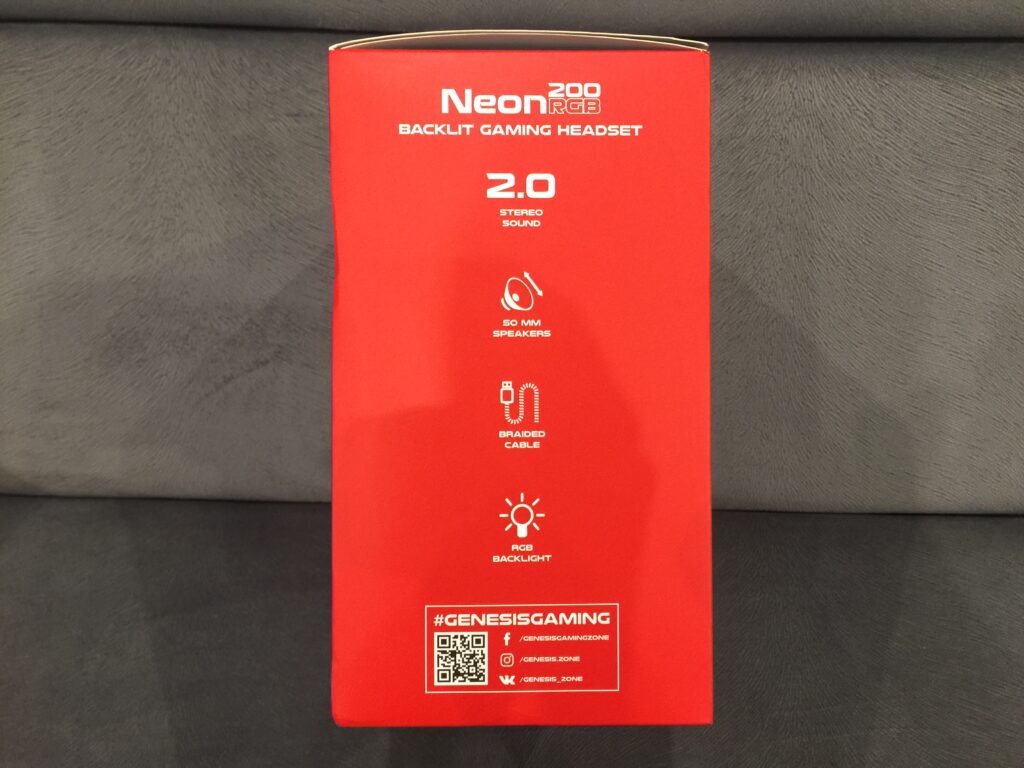 Neon 200 RGB
BACKLIT GAMING HEADSET
2.0
STEREO
SOUND
50 MM
SPEAKERS
BRAIDED
CABLE
RGB
BACKLIGHT
#GENESISGAMING
/GENESISGAMINGZONE
/GENESIS.ZONE
/GENESIS_ZONE